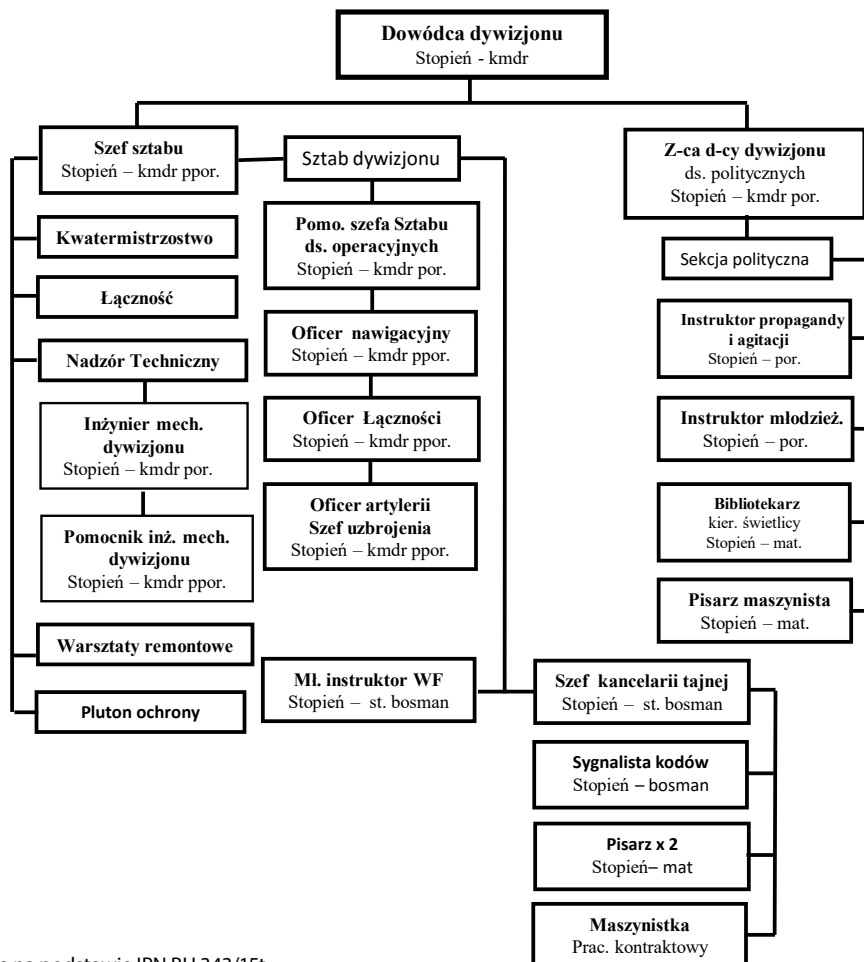 Dowódca dywizjonu
Stopień - kmdr
Szef sztabu
Stopień – kmdr ppor.
Sztab dywizjonu
Z-ca d-cy dywizjonu
ds. politycznych
Stopień – kmdr por.
Kwatermistrzostwo
Łączność
Nadzór Techniczny
Inżynier mech.
dywizjonu
Stopień – kmdr por.
Pomocnik inż. mech.
dywizjonu
Stopień – kmdr ppor.
Warsztaty remontowe
Pluton ochrony
Pomo. szefa Sztabu
ds. operacyjnych
Stopień – kmdr por.
Oficer nawigacyjny
Stopień – kmdr ppor.
Oficer Łączności
Stopień – kmdr ppor.
Oficer artylerii
Szef uzbrojenia
Stopień – kmdr ppor.
Mł. instruktor WF
Stopień – st. bosman
Szef kancelarii tajnej
Stopień – st. bosman
Sygnalista kodów
Stopień – bosman
Pisarz x 2
Stopień– mat
Maszynistka
Prac. kontraktowy
Sekcja polityczna
Instruktor propagandy
i agitacji
Stopień – por.
Instruktor młodzież.
Stopień – por.
Bibliotekarz
kier. świetlicy
Stopień – mat.
Pisarz maszynista
Stopień – mat.